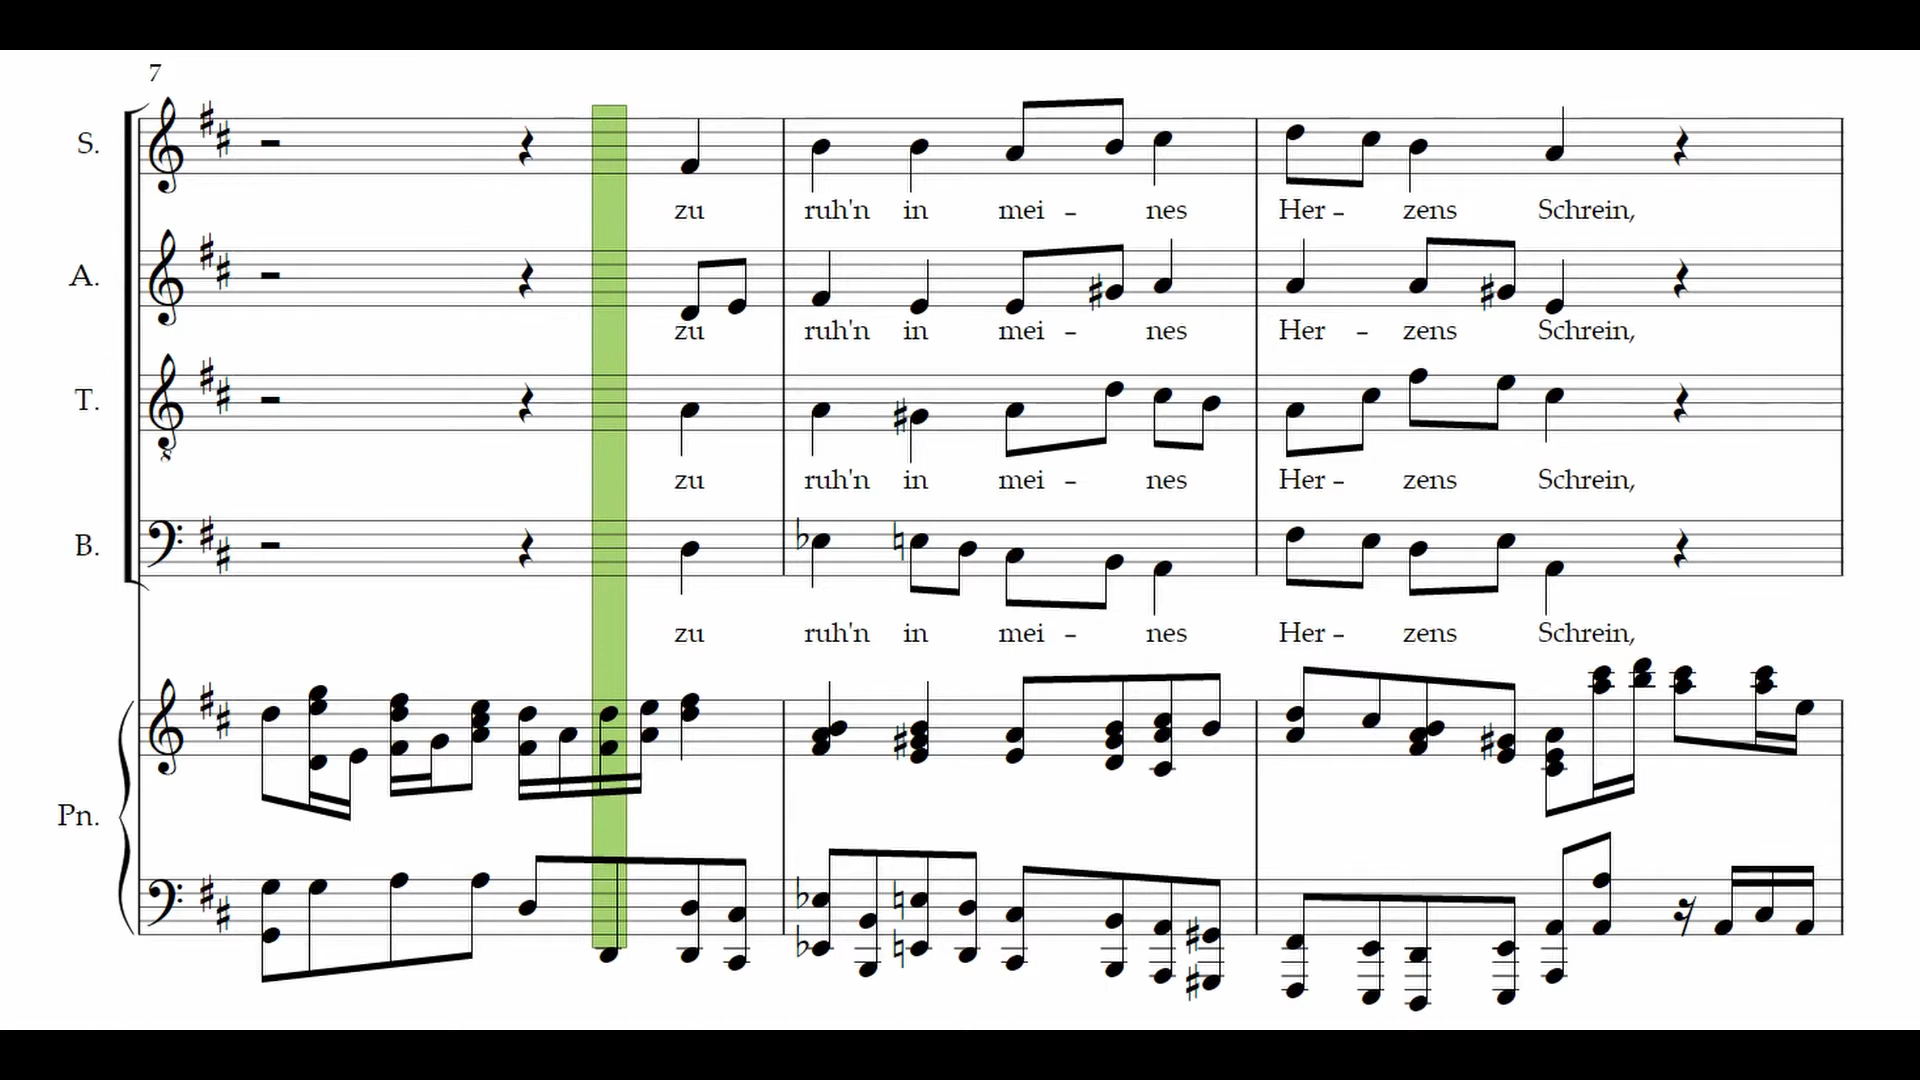 7
S.
zu ruh'n in mei - nes Her - zens Schrein,
A.
zu ruh'n in mei - nes Her - zens Schrein,
T.
zu ruh'n in mei - nes Her - zens Schrein,
B.
zu ruh'n in mei - nes Her - zens Schrein,
Pn.